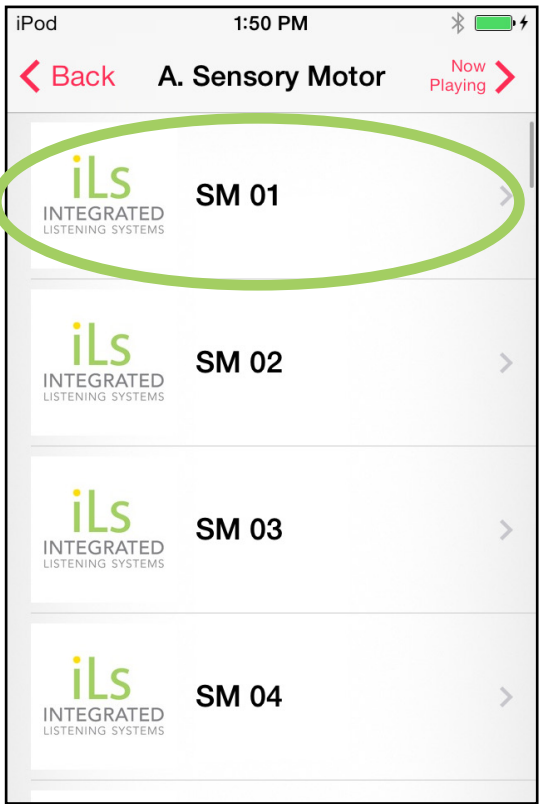 iPod 1:50 PM
Back A. Sensory Motor Now Playing
iLs
INTEGRATED
LISTENING SYSTEMS
SM 01
iLs
INTEGRATED
LISTENING SYSTEMS
SM 02
iLs
INTEGRATED
LISTENING SYSTEMS
SM 03
iLs
INTEGRATED
LISTENING SYSTEMS
SM 04